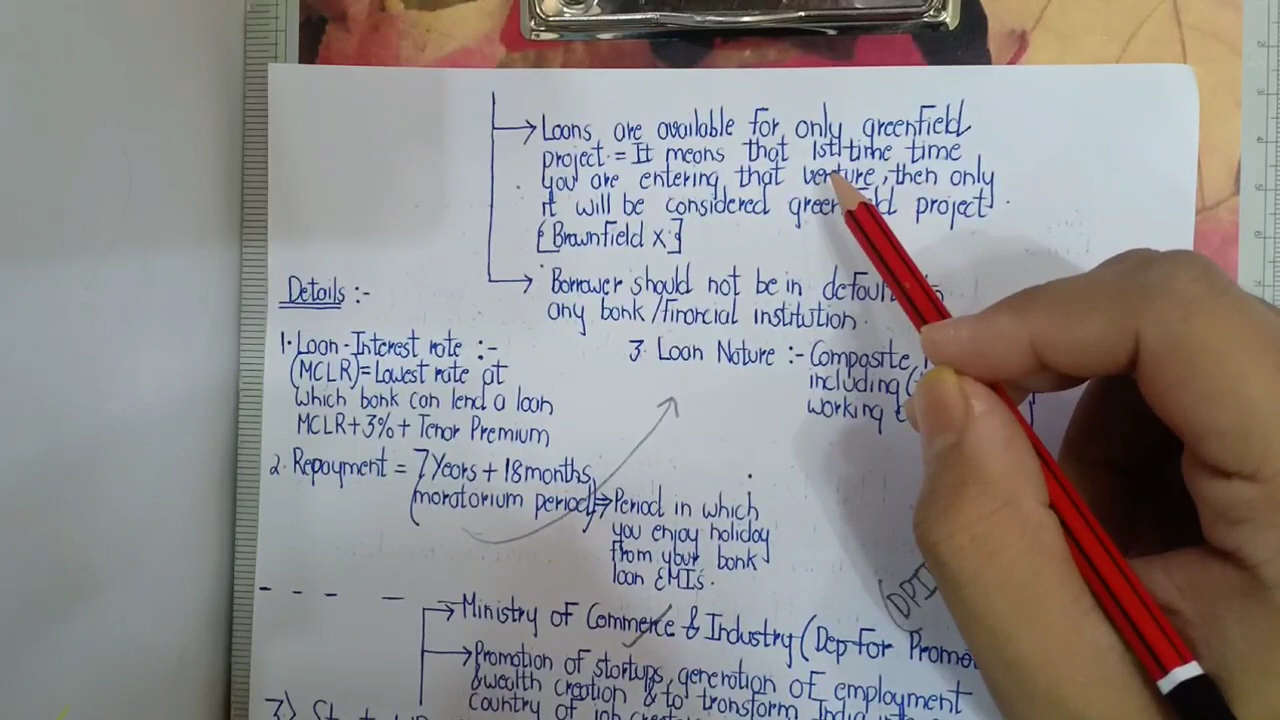 Loans are available for only greenfield
project = It means that 1st time time
you are entering that venture, then only
it will be considered project.
[Brownfield x]
Borrower should not be in
any bank/financial institution.
Details :-
1. Loan-Interest rate :-
(MCLR)=Lowest rate at
which bank can lend a loan
MCLR+3%+Tenor Premium
2. Repayment = 7 Years + 18 months
(moratorium period) ⇒ Period in which
you enjoy holiday
from your bank
loan EMI's.
3. Loan Nature :- Composite
including
working
(DPI
Ministry of Commerce & Industry (Dep for
Promotion of startups, generation of employment
&wealth creation & to transform India
Country of job
3)